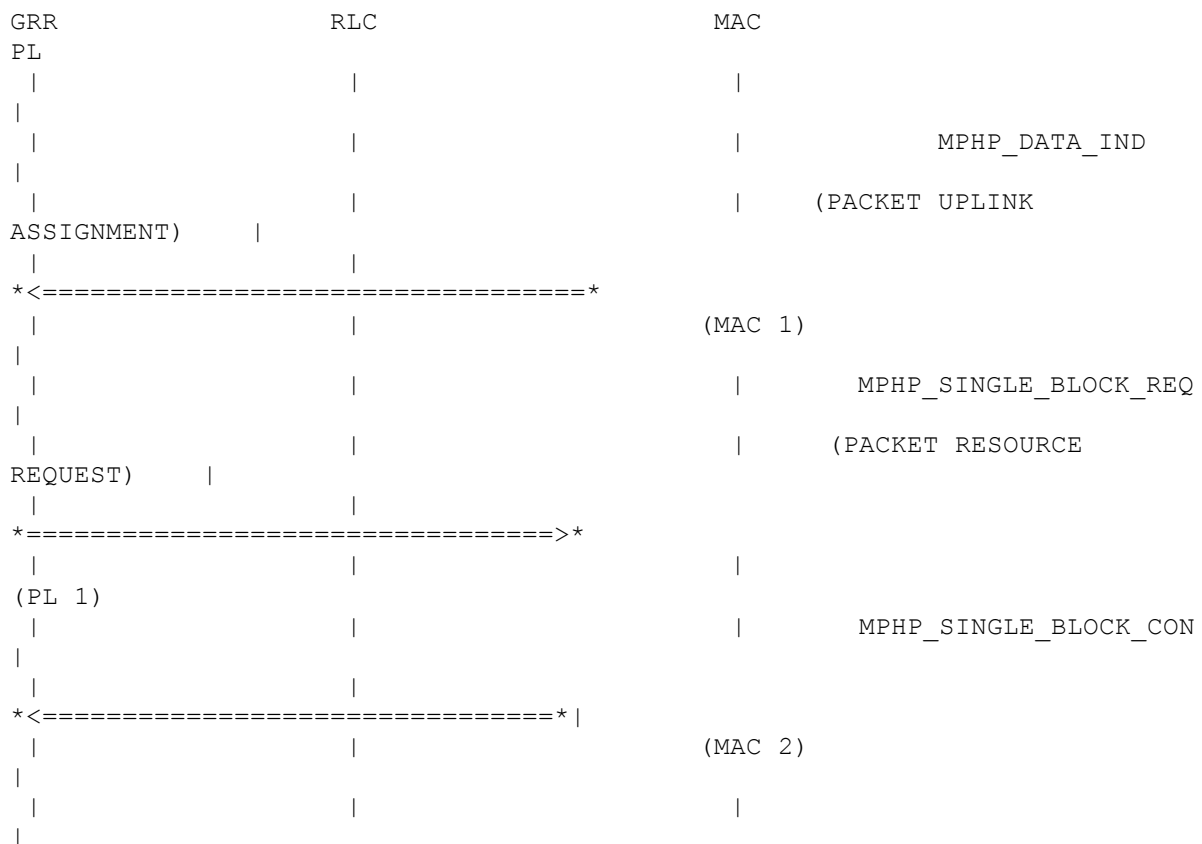 GRR RLC MAC
PL
| | |
|
| | | MPHP_DATA_IND
|
| | | (PACKET UPLINK
ASSIGNMENT) |
| |
*<==================================*
| | (MAC 1)
|
| | | MPHP_SINGLE_BLOCK_REQ
|
| | | (PACKET RESOURCE
REQUEST) |
| |
*=================================>*
| | |
(PL 1)
| | | MPHP_SINGLE_BLOCK_CON
|
| |
*<================================*|
| | (MAC 2)
|
| | |
|